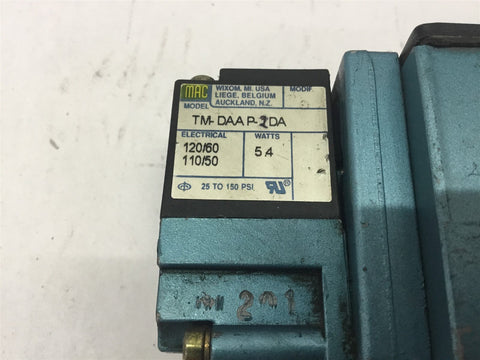 MAC
WIXOM, MI. USA
LIEGE, BELGIUM
AUCKLAND, N.Z.
MODIF.
MODEL
TM-DAAP-2DA
ELECTRICAL WATTS
120/60 5.4
110/50
25 TO 150 PSI
201